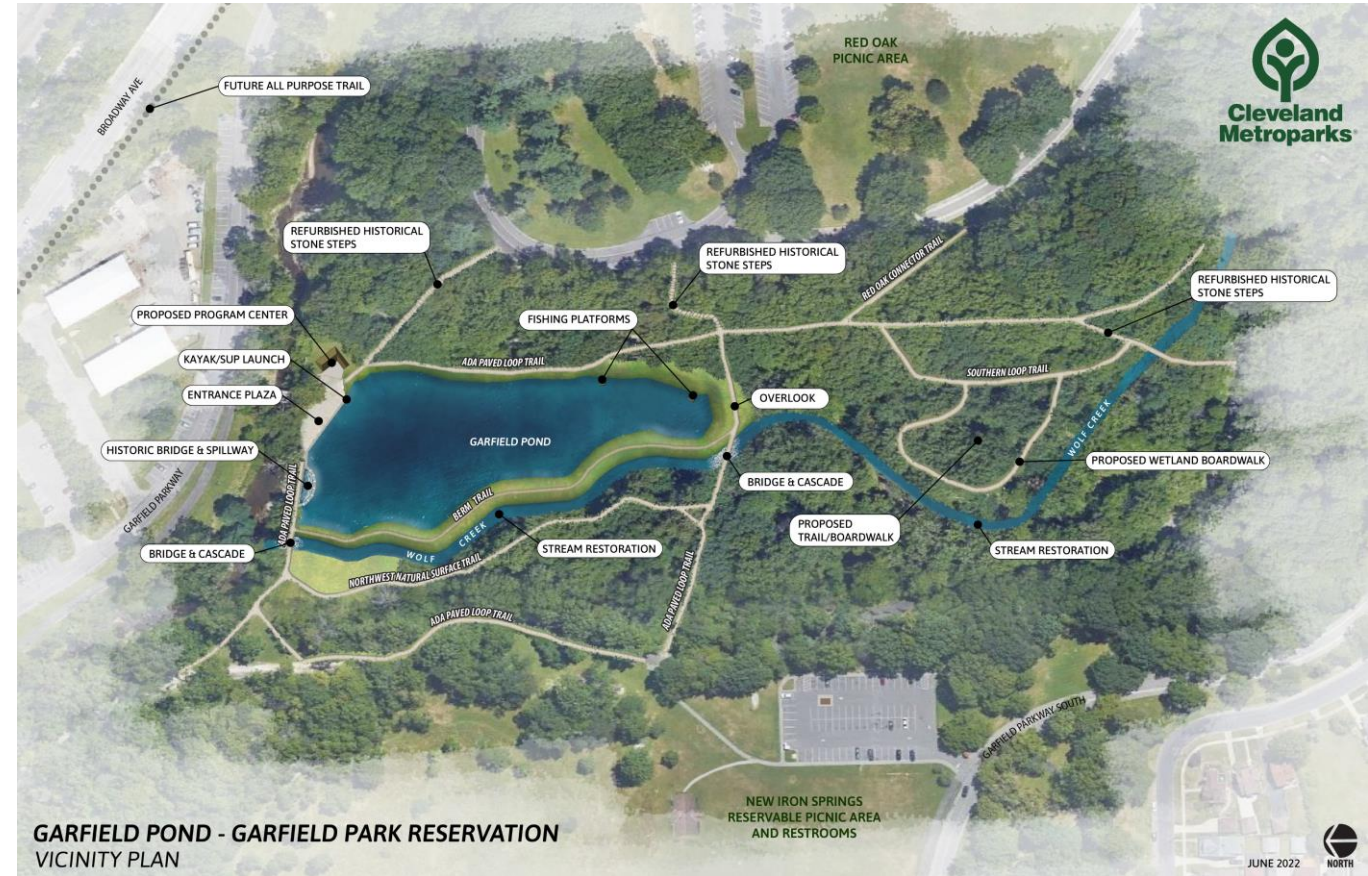 RED OAK
PICNIC AREA
Cleveland
Metroparks
BROADWAY AVE
FUTURE ALL PURPOSE TRAIL
REFURBISHED HISTORICAL
STONE STEPS
REFURBISHED HISTORICAL
STONE STEPS
RED OAK CONNECTOR TRAIL
REFURBISHED HISTORICAL
STONE STEPS
PROPOSED PROGRAM CENTER
FISHING PLATFORMS
KAYAK/SUP LAUNCH
ADA PAVED LOOP TRAIL
SOUTHERN LOOP TRAIL
ENTRANCE PLAZA
OVERLOOK
GARFIELD POND
WOLF CREEK
HISTORIC BRIDGE & SPILLWAY
PROPOSED WETLAND BOARDWALK
BRIDGE & CASCADE
GARFIELD PARKWAY
ADA PAVED LOOP TRAIL
BERM TRAIL
PROPOSED
TRAIL/BOARDWALK
BRIDGE & CASCADE
WOLF CREEK
STREAM RESTORATION
STREAM RESTORATION
NORTHWEST NATURAL SURFACE TRAIL
ADA PAVED LOOP TRAIL
ADA PAVED LOOP TRAIL
GARFIELD PARKWAY SOUTH
NEW IRON SPRINGS
RESERVABLE PICNIC AREA
AND RESTROOMS
GARFIELD POND - GARFIELD PARK RESERVATION
VICINITY PLAN
JUNE 2022
NORTH